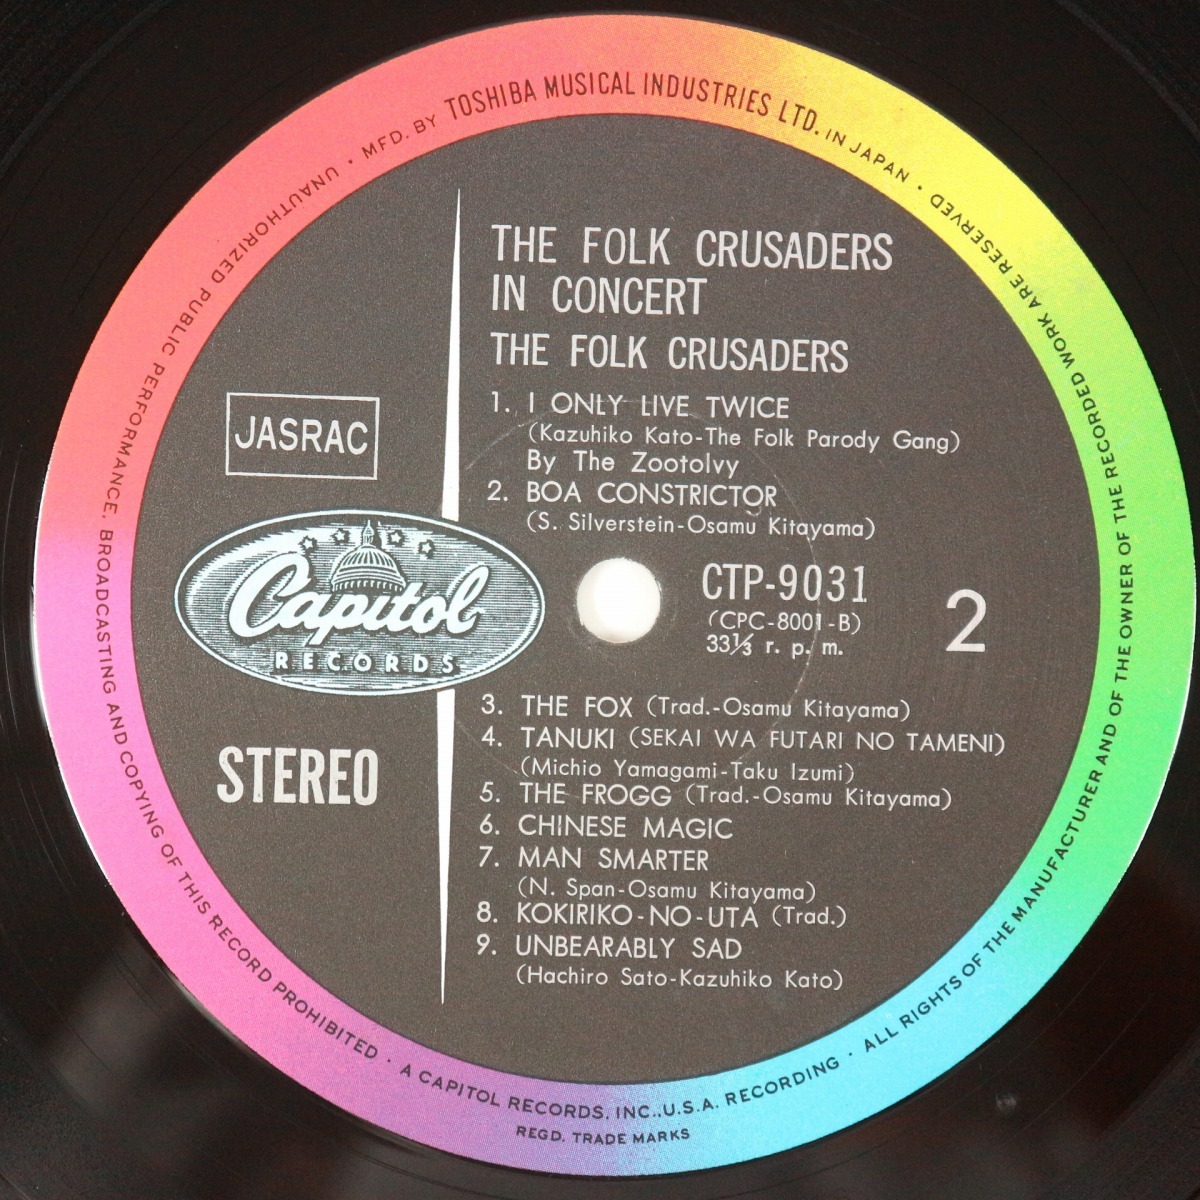 UNAUTHORIZED PUBLIC PERFORMANCE, BROADCASTING AND COPYING OF THIS RECORD PROHIBITED ·
MFD. BY TOSHIBA MUSICAL INDUSTRIES LTD. IN JAPAN ·
ALL RIGHTS OF THE MANUFACTURER AND OF THE OWNER OF THE RECORDED WORK ARE RESERVED ·
THE FOLK CRUSADERS
IN CONCERT
THE FOLK CRUSADERS
1. I ONLY LIVE TWICE
(Kazuhiko Kato-The Folk Parody Gang)
By The Zootolvy
2. BOA CONSTRICTOR
(S. Silverstein-Osamu Kitayama)
JASRAC
Capitol
RECORDS
STEREO
CTP-9031
(CPC-8001-B)
33⅓ r. p. m.
2
3. THE FOX (Trad.-Osamu Kitayama)
4. TANUKI (SEKAI WA FUTARI NO TAMENI)
(Michio Yamagami-Taku Izumi)
5. THE FROGG (Trad.-Osamu Kitayama)
6. CHINESE MAGIC
7. MAN SMARTER
(N. Span-Osamu Kitayama)
8. KOKIRIKO-NO-UTA (Trad.)
9. UNBEARABLY SAD
(Hachiro Sato-Kazuhiko Kato)
A CAPITOL RECORDS, INC., U.S.A. RECORDING ·
REGD. TRADE MARKS